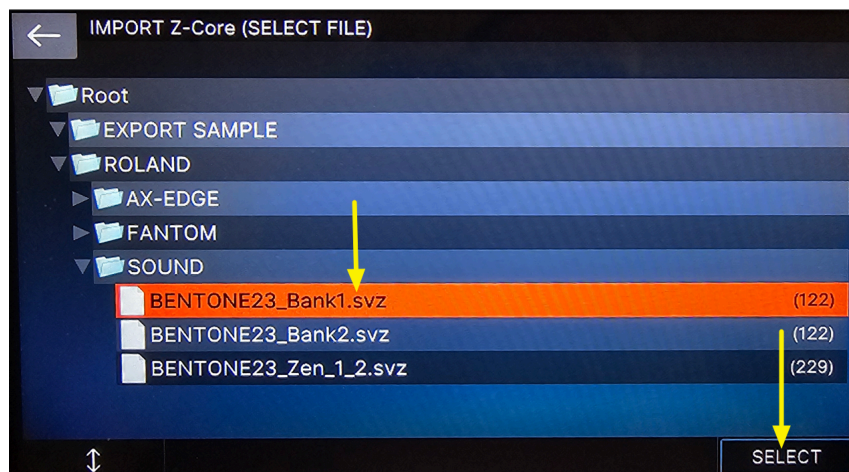 IMPORT Z-Core (SELECT FILE)
Root
EXPORT SAMPLE
ROLAND
AX-EDGE
FANTOM
SOUND
BENTONE23_Bank1.svz (122)
BENTONE23_Bank2.svz (122)
BENTONE23_Zen_1_2.svz (229)
SELECT